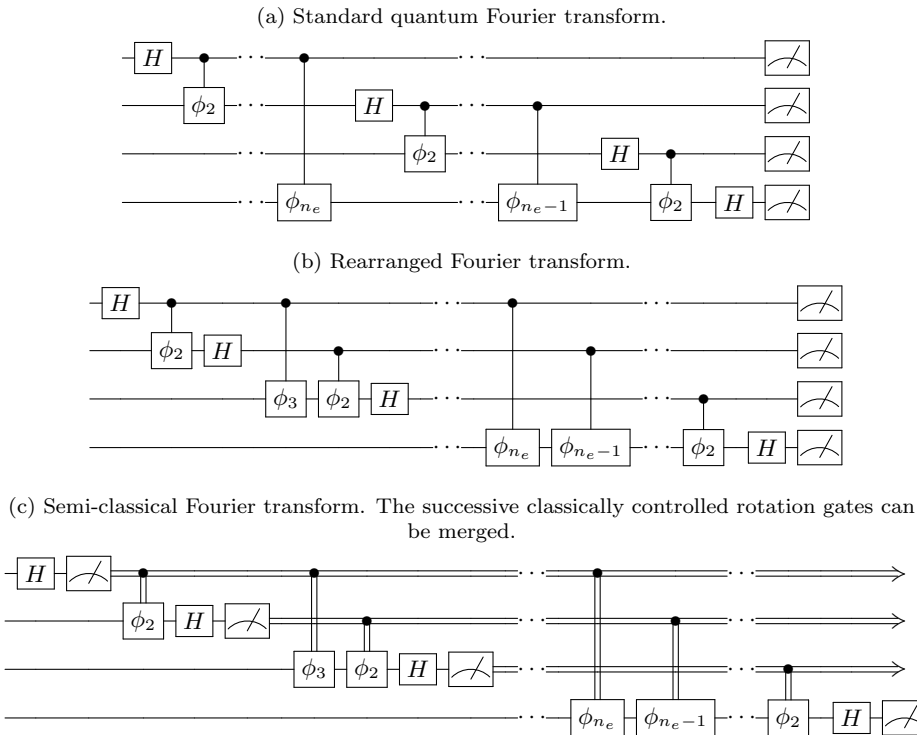 (a) Standard quantum Fourier transform.
H
ϕ₂ H
ϕ₂ H
ϕₙₑ ϕₙₑ₋₁ ϕ₂ H
(b) Rearranged Fourier transform.
H
ϕ₂ H
ϕ₃ ϕ₂ H
ϕₙₑ ϕₙₑ₋₁ ϕ₂ H
(c) Semi-classical Fourier transform. The successive classically controlled rotation gates can
be merged.
H
ϕ₂ H
ϕ₃ ϕ₂ H
ϕₙₑ ϕₙₑ₋₁ ϕ₂ H